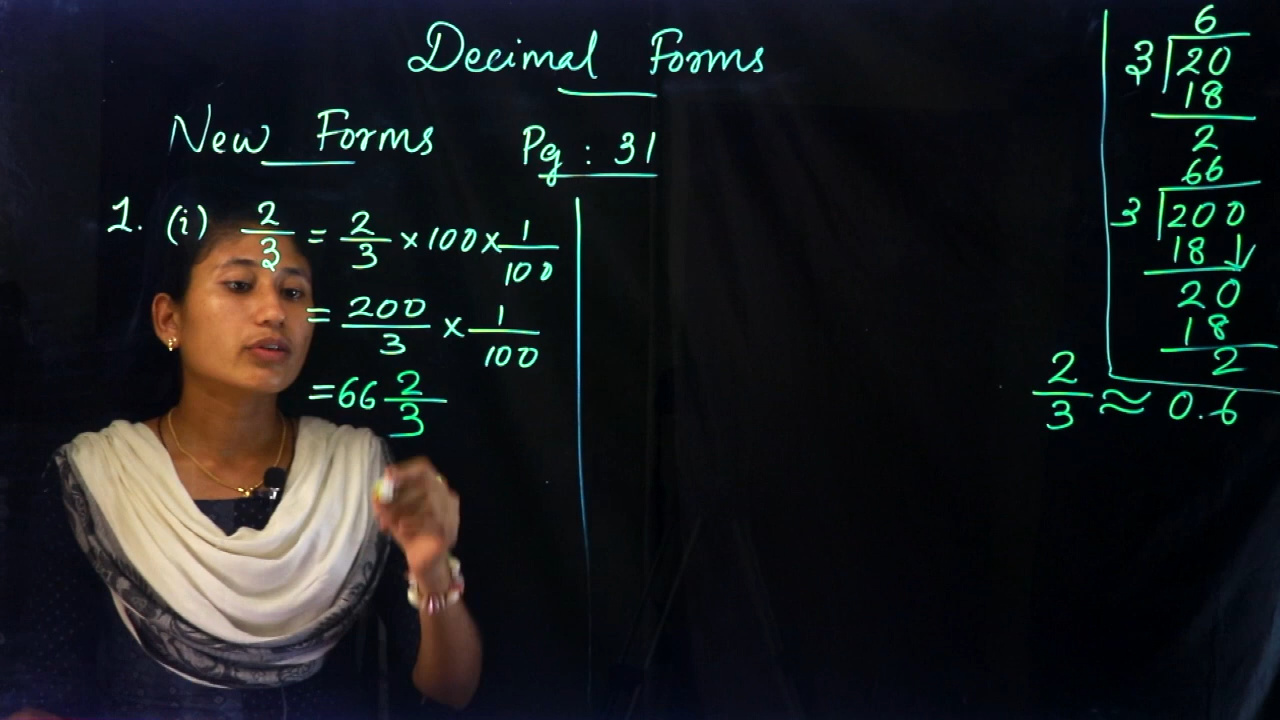 Decimal Forms
New Forms Pg : 31
1. (i) 2/3 = 2/3 × 100 × 1/100
= 200/3 × 1/100
= 66 2/3
6
3 20
18
2
66
3 200
18 ↓
20
18
2
2/3 ≈ 0.6